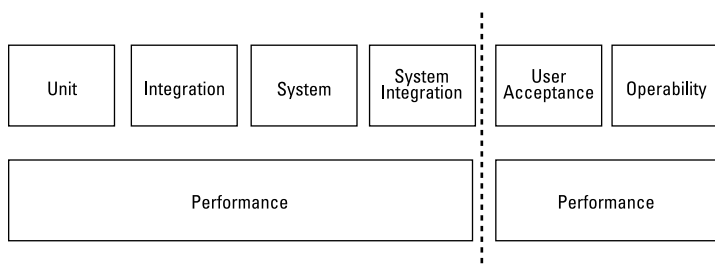 Unit
Integration
System
System
Integration
User
Acceptance
Operability
Performance
Performance